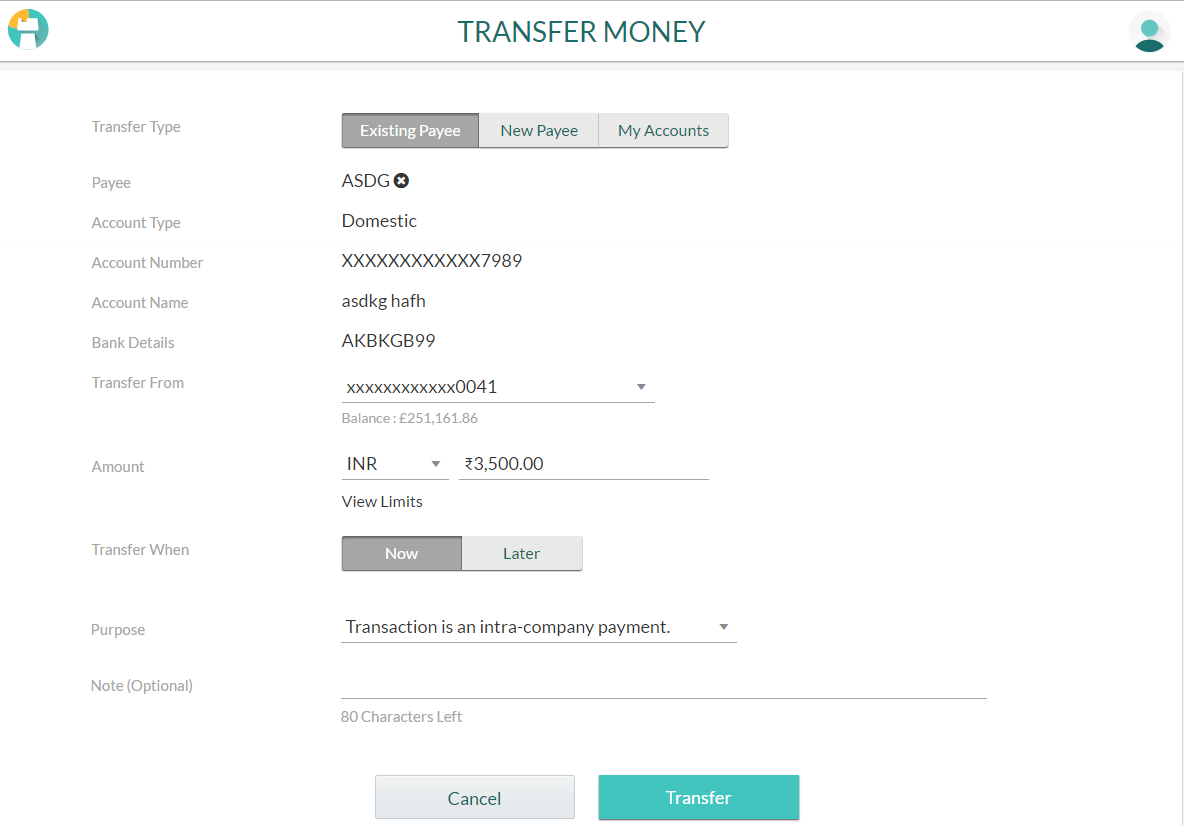 TRANSFER MONEY
Transfer Type Existing Payee New Payee My Accounts
Payee ASDG
Account Type Domestic
Account Number XXXXXXXXXXXX7989
Account Name asdkg hafh
Bank Details AKBKGB99
Transfer From xxxxxxxxxxxx0041
Balance : £251,161.86
Amount INR ₹3,500.00
View Limits
Transfer When Now Later
Purpose Transaction is an intra-company payment.
Note (Optional)
80 Characters Left
Cancel Transfer